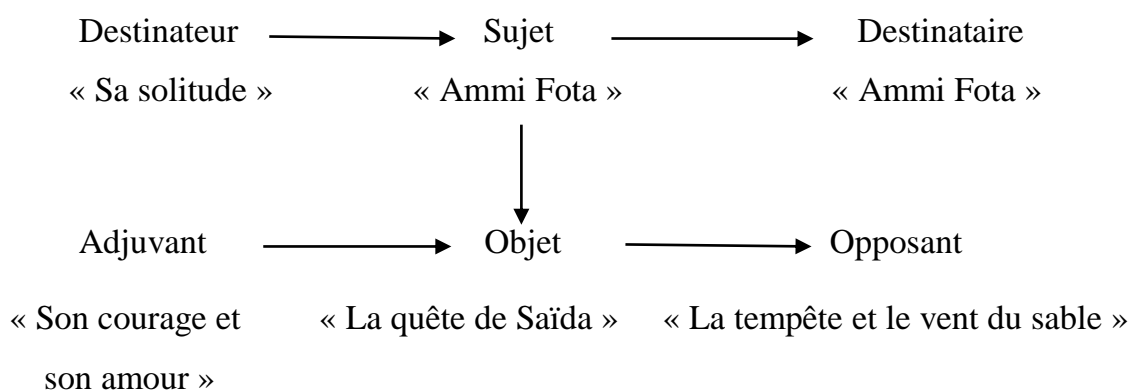 Destinateur Sujet Destinataire
« Sa solitude » « Ammi Fota » « Ammi Fota »
Adjuvant Objet Opposant
« Son courage et « La quête de Saïda » « La tempête et le vent du sable »
son amour »